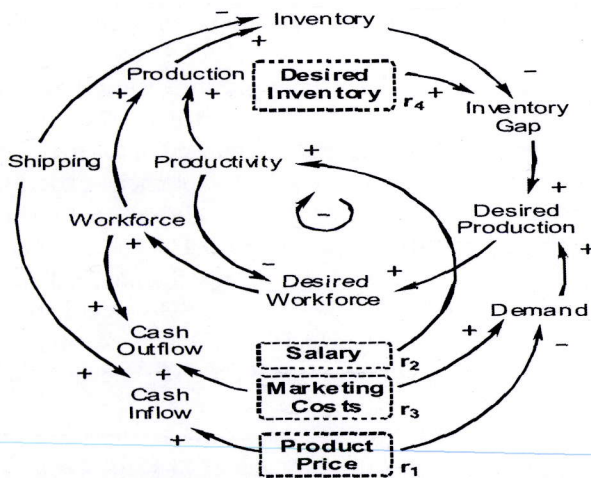 Inventory
Production
Desired
Inventory
r4
Inventory
Gap
Shipping
Productivity
Workforce
Desired
Production
Desired
Workforce
Demand
Cash
Outflow
Salary
r2
Cash
Inflow
Marketing
Costs
r3
Product
Price
r1
− 
+
+
+
+
−
+
+
+
−
+
+
−
+
+
+
+
+
−
+